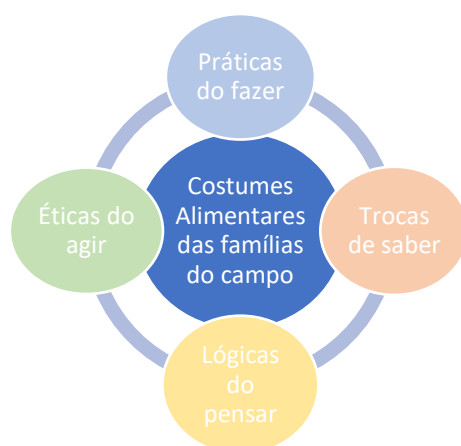 Práticas
do fazer
Costumes
Alimentares
das famílias
do campo
Éticas do
agir
Trocas
de saber
Lógicas
do
pensar